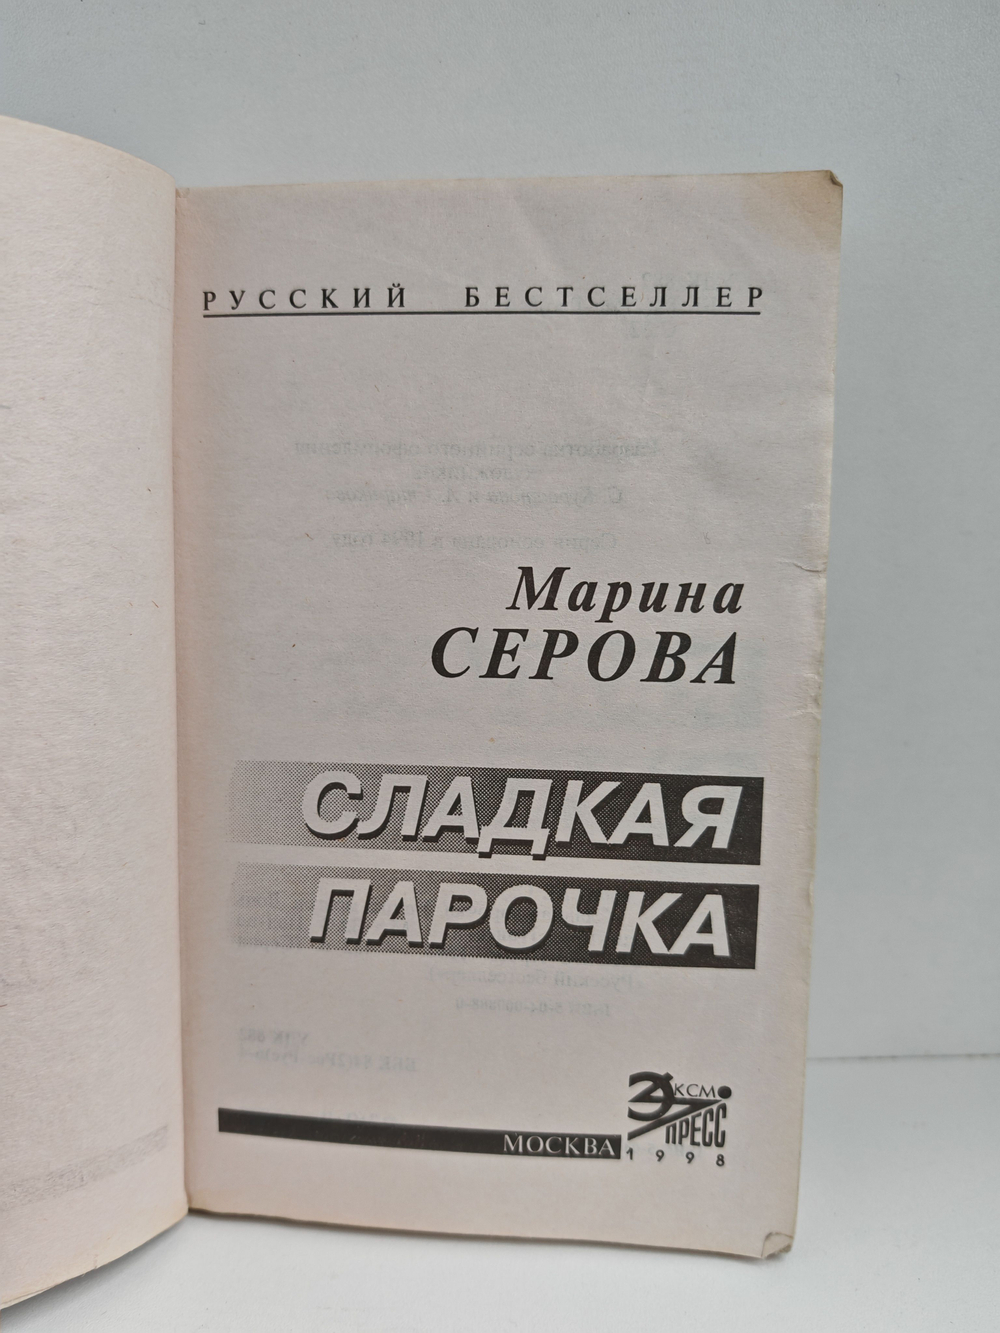 РУССКИЙ БЕСТСЕЛЛЕР
Марина
СЕРОВА
СЛАДКАЯ
ПАРОЧКА
ЭКСМО
ПРЕСС
МОСКВА
1998